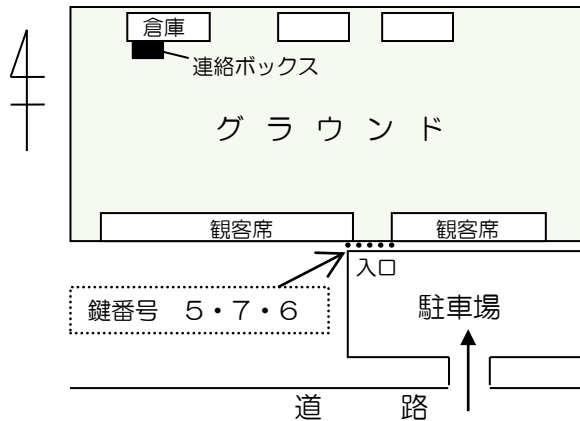 倉庫
連絡ボックス
グラウンド
観客席
観客席
入口
鍵番号　５・７・６
駐車場
道　路